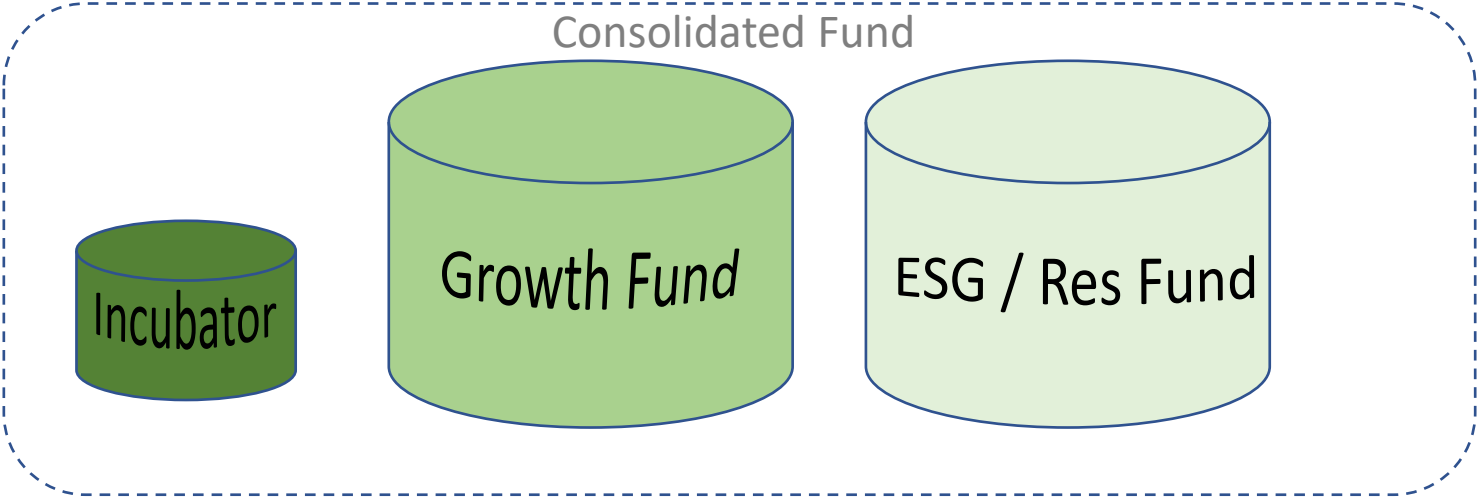 Consolidated Fund
Incubator
Growth Fund
ESG / Res Fund